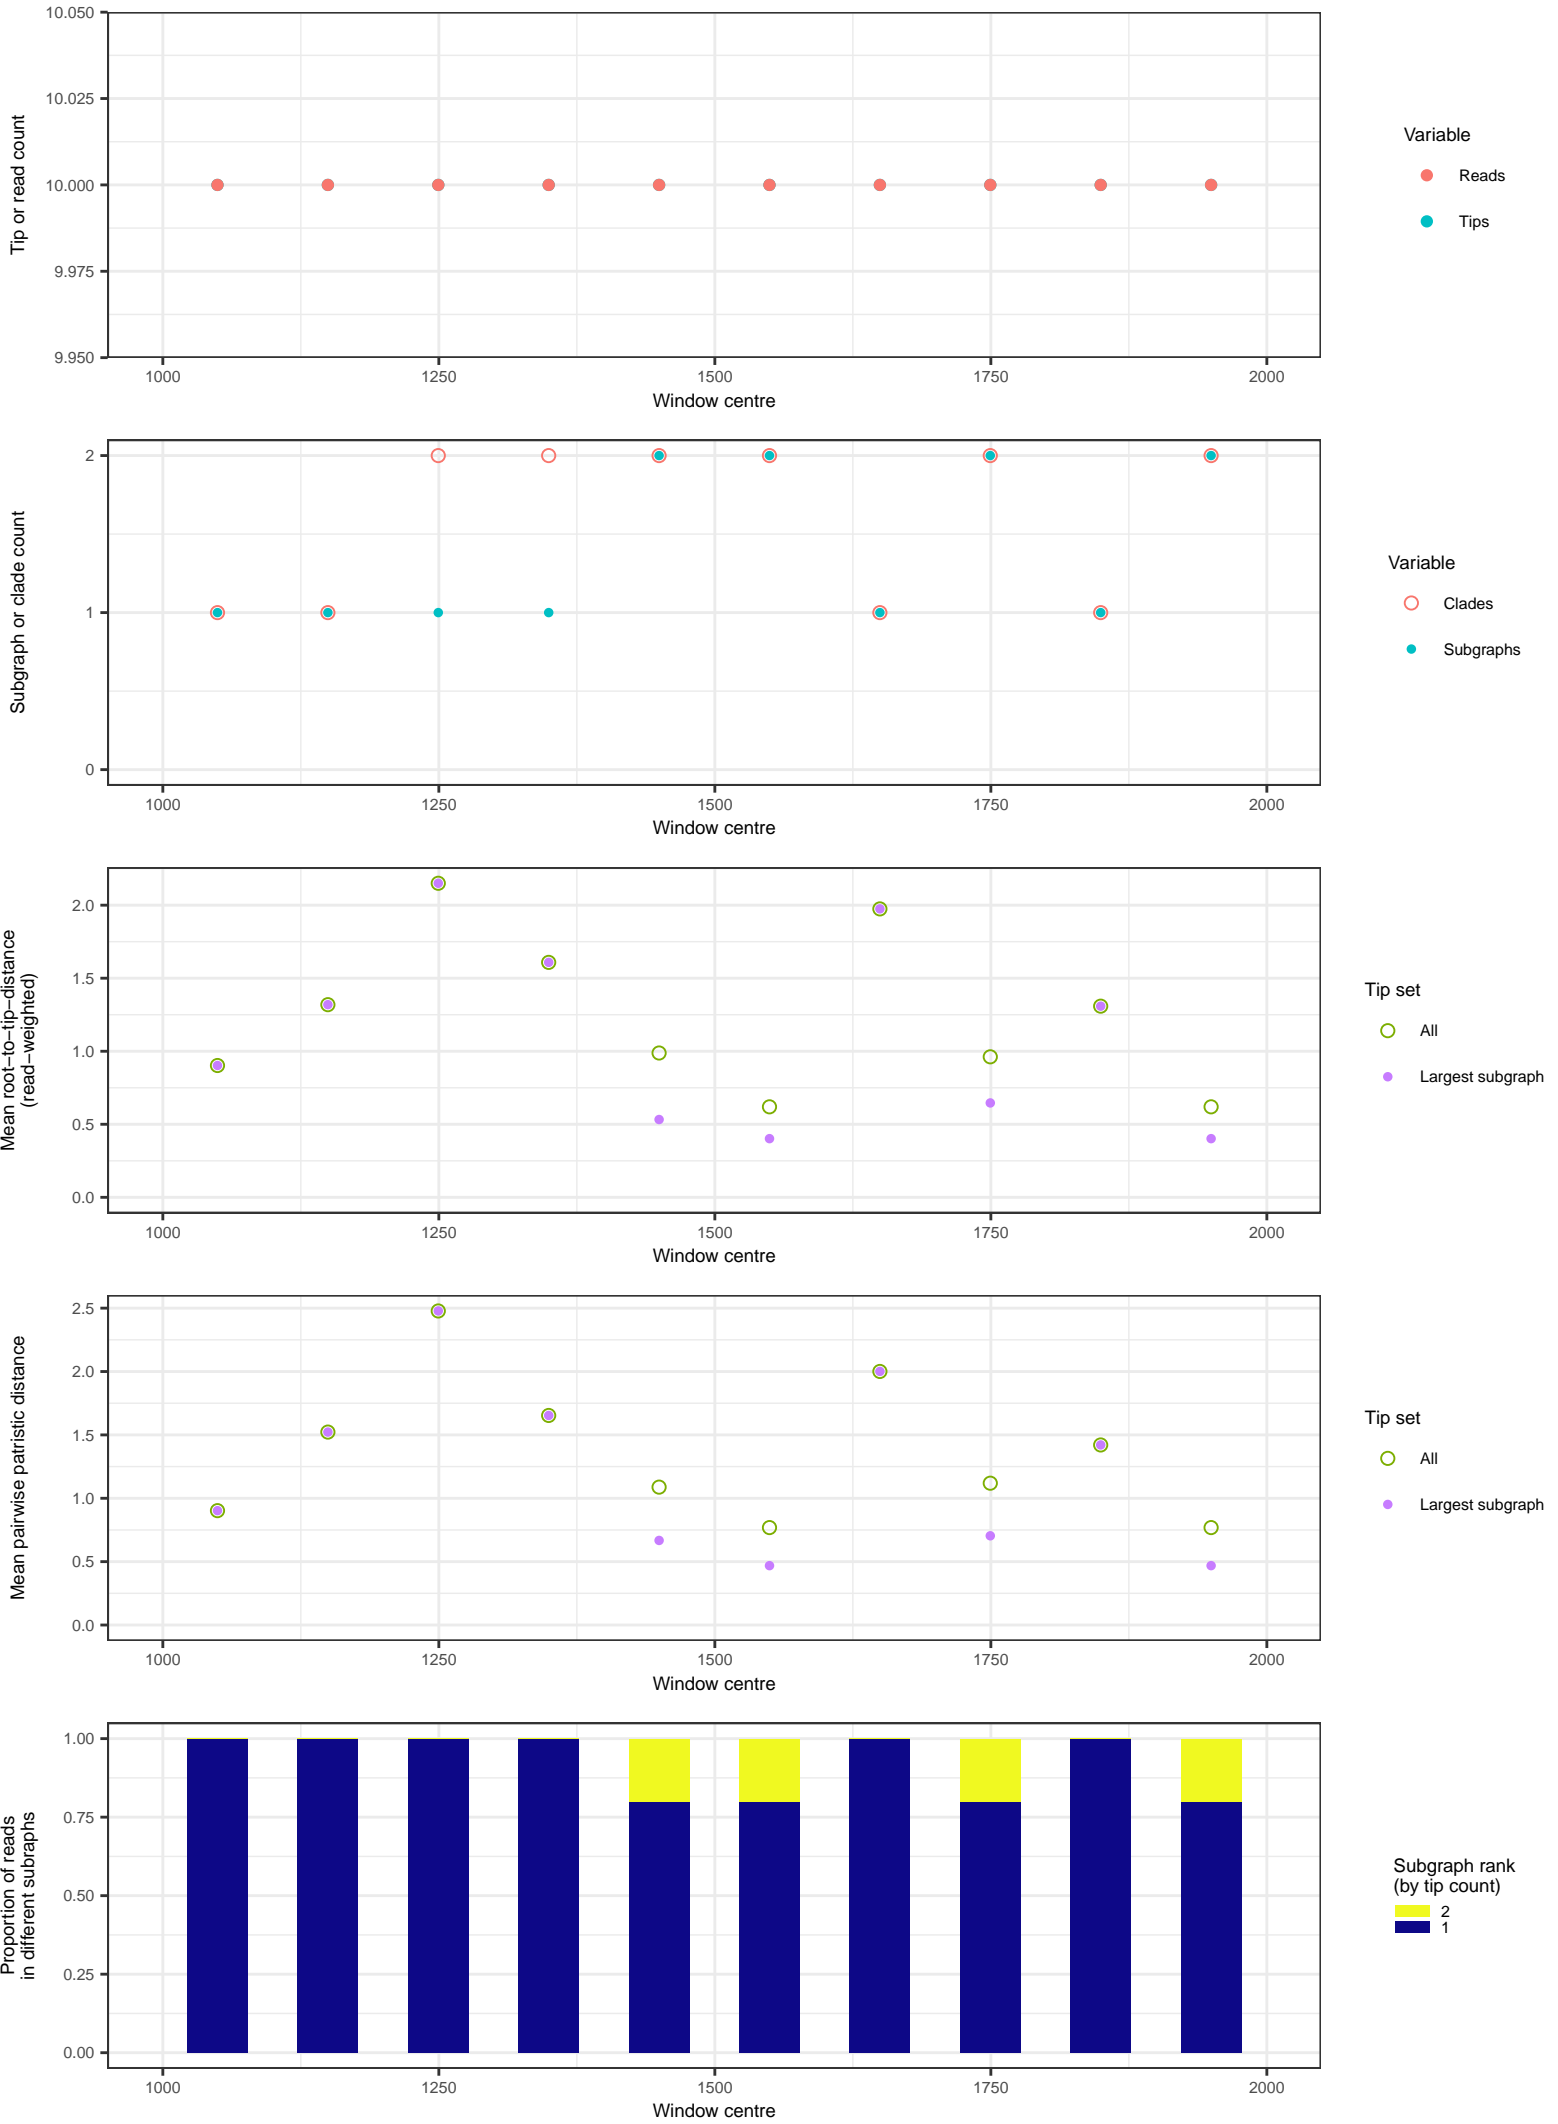 10.050
10.025
10.000
9.975
9.950
Tip or read count
1000 1250 1500 1750 2000
Window centre
Variable
Reads
Tips
2
1
0
Subgraph or clade count
1000 1250 1500 1750 2000
Window centre
Variable
Clades
Subgraphs
2.0
1.5
1.0
0.5
0.0
Mean root−to−tip−distance
(read−weighted)
1000 1250 1500 1750 2000
Window centre
Tip set
All
Largest subgraph
2.5
2.0
1.5
1.0
0.5
0.0
Mean pairwise patristic distance
1000 1250 1500 1750 2000
Window centre
Tip set
All
Largest subgraph
1.00
0.75
0.50
0.25
0.00
Proportion of reads
in different subraphs
1000 1250 1500 1750 2000
Window centre
Subgraph rank
(by tip count)
2
1